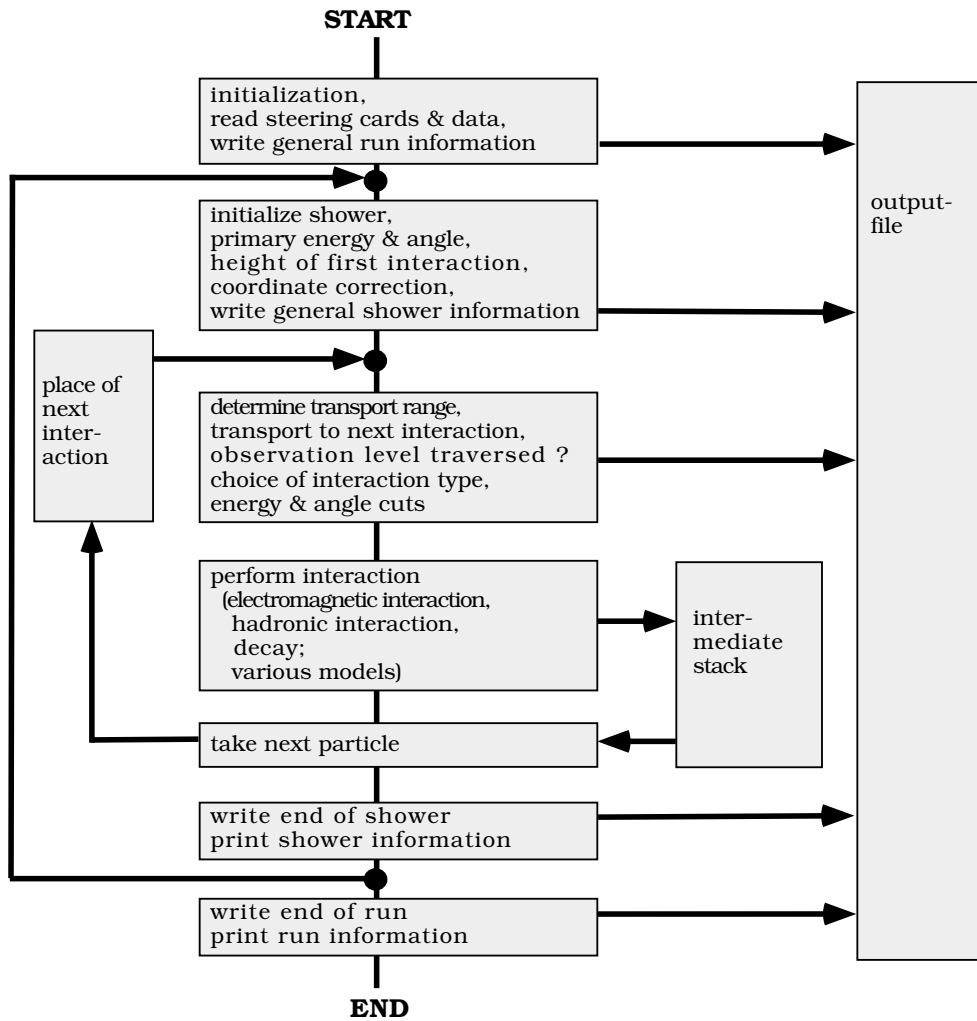 START
initialization,
read steering cards & data,
write general run information
output-
file
initialize shower,
primary energy & angle,
height of first interaction,
coordinate correction,
write general shower information
place of
next
inter-
action
determine transport range,
transport to next interaction,
observation level traversed ?
choice of interaction type,
energy & angle cuts
perform interaction
(electromagnetic interaction,
hadronic interaction,
decay;
various models)
inter-
mediate
stack
take next particle
write end of shower
print shower information
write end of run
print run information
END